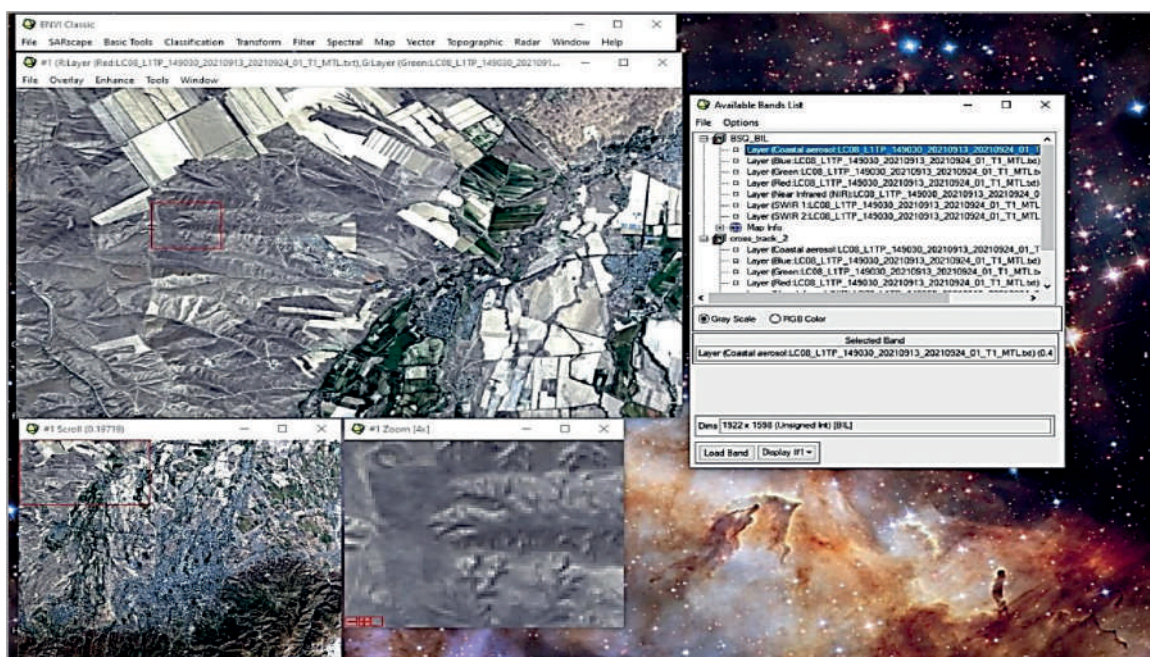 ENVI Classic
File SARscape Basic Tools Classification Transform Filter Spectral Map Vector Topographic Radar Window Help
#1 (R:Layer (Red:LC08_L1TP_149030_20210913_20210924_01_T1_MTL.txt),G:Layer (Green:LC08_L1TP_149030_20210913_20210924_01_T1_MTL.txt),G:Layer (Green:LC08_L1TP_149030_20210913_2021091...
File Overlay Enhance Tools Window
Available Bands List
File Options
BSQ_BIL
Layer (Coastal aerosol:LC08_L1TP_149030_20210913_20210924_01_T
Layer (Blue:LC08_L1TP_149030_20210913_20210924_01_T1_MTL.txt)
Layer (Green:LC08_L1TP_149030_20210913_20210924_01_T1_MTL.tx
Layer (Red:LC08_L1TP_149030_20210913_20210924_01_T1_MTL.txt)
Layer (Near Infrared (NIR):LC08_L1TP_149030_20210913_20210924_0
Layer (SWIR 1:LC08_L1TP_149030_20210913_20210924_01_T1_MTL
Layer (SWIR 2:LC08_L1TP_149030_20210913_20210924_01_T1_MTL
Map Info
cross_track_2
Layer (Coastal aerosol:LC08_L1TP_149030_20210913_20210924_01_T
Layer (Blue:LC08_L1TP_149030_20210913_20210924_01_T1_MTL.txt)
Layer (Green:LC08_L1TP_149030_20210913_20210924_01_T1_MTL.tx
Layer (Red:LC08_L1TP_149030_20210913_20210924_01_T1_MTL.txt)
Gray Scale RGB Color
Selected Band
Layer (Coastal aerosol:LC08_L1TP_149030_20210913_20210924_01_T1_MTL.txt) (0.4
Dims 1922 x 1598 (Unsigned Int) [BIL]
Load Band Display #1
#1 Scroll (0.19719)
#1 Zoom [4x]